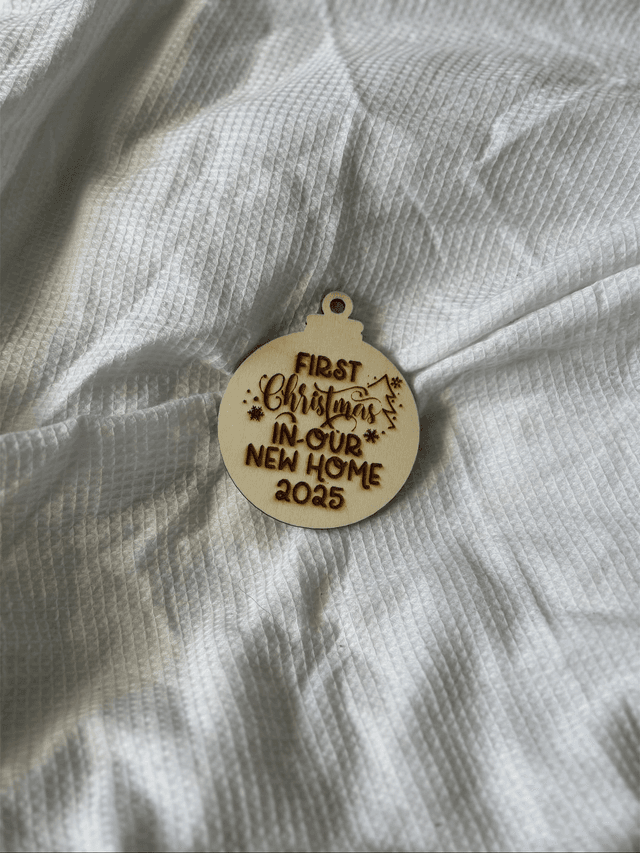 FIRST
Christmas
IN OUR
NEW HOME
2025